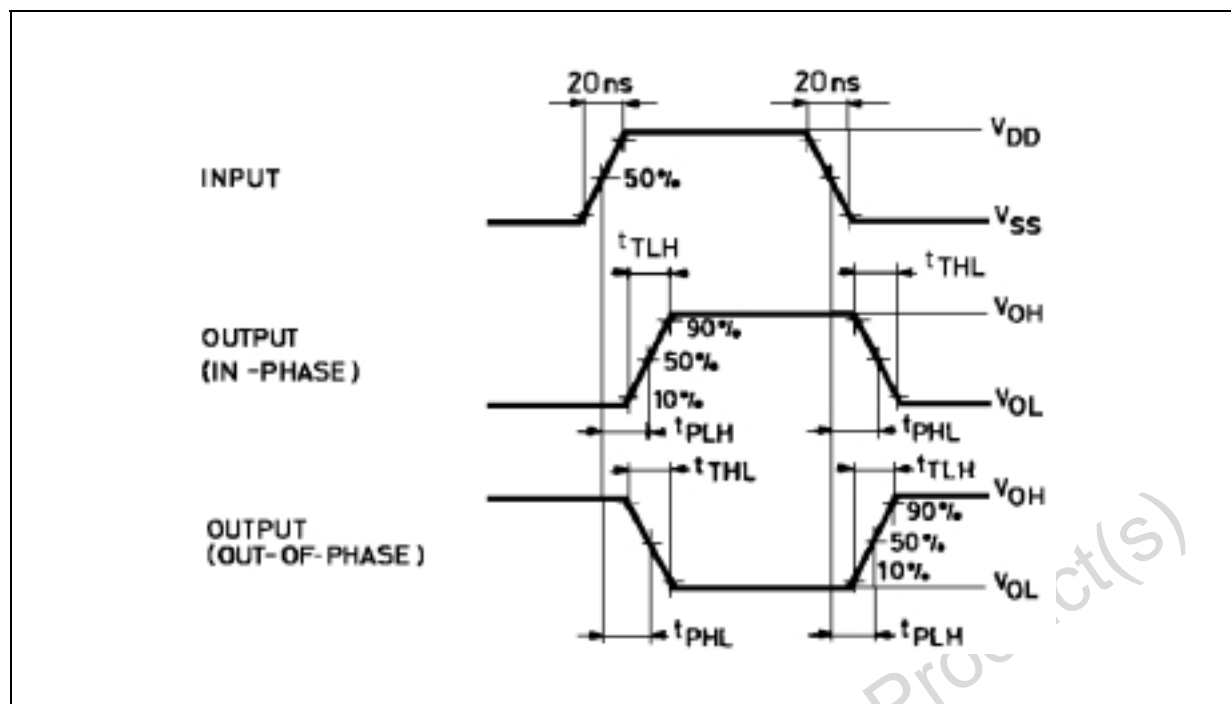 20ns 20ns
VDD
INPUT
50%
VSS
tTLH
tTHL
VOH
OUTPUT
(IN-PHASE)
90%
50%
10%
VOL
tPLH
tPHL
tTHL
tTLH
VOH
OUTPUT
(OUT-OF-PHASE)
90%
50%
10%
VOL
tPHL
tPLH